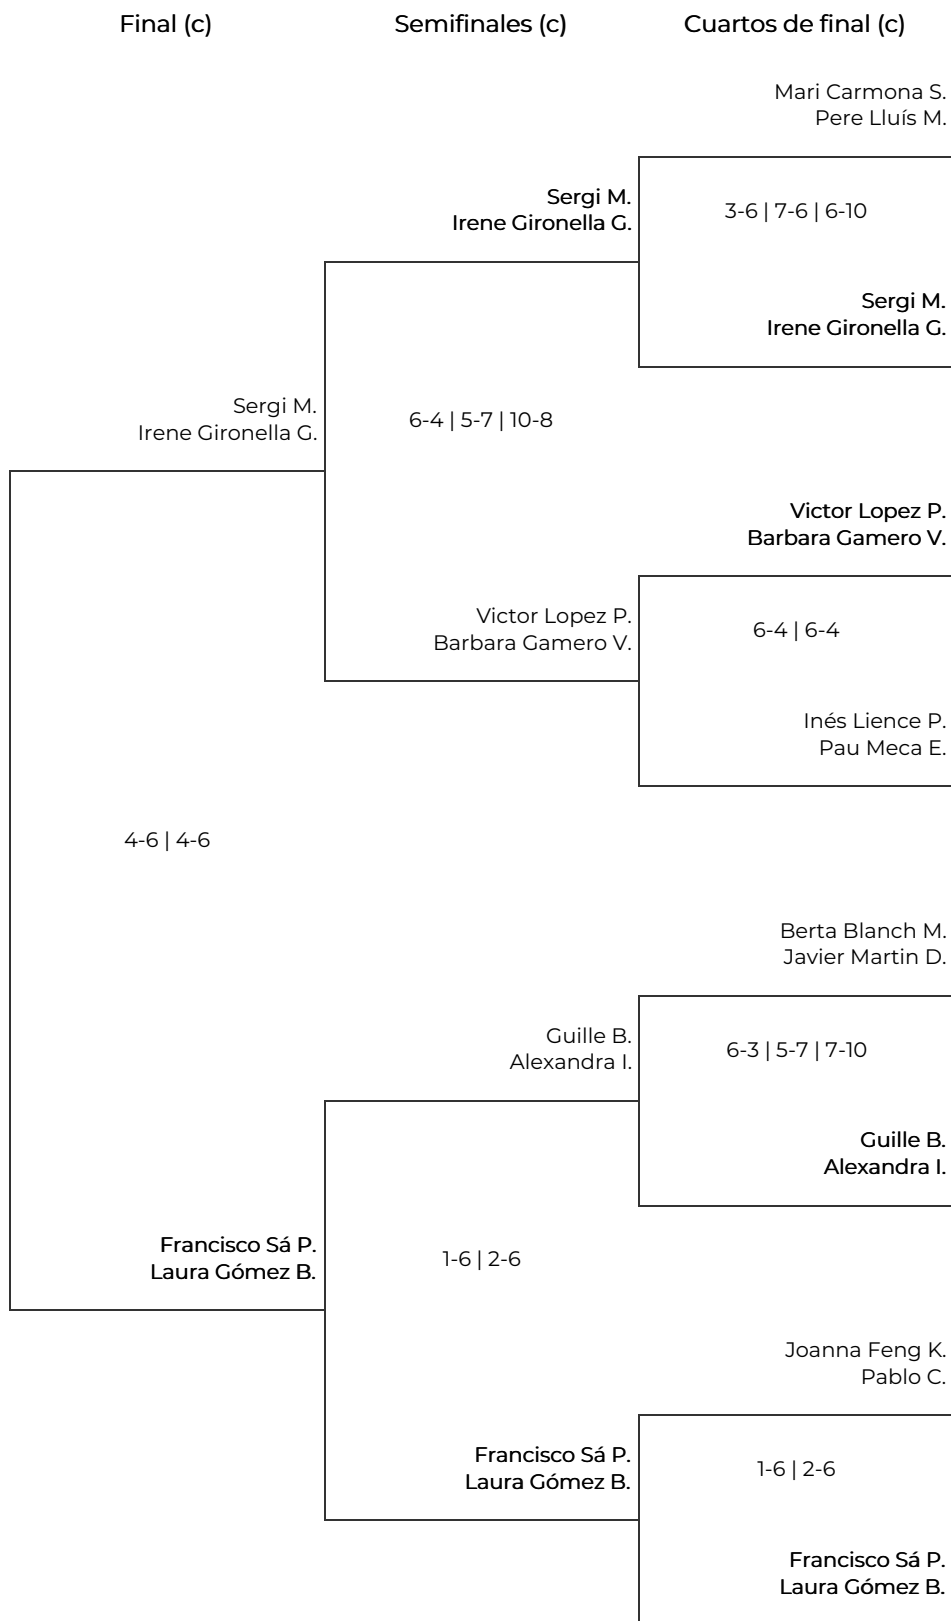 Final (c)
Semifinales (c)
Cuartos de final (c)
Mari Carmona S.
Pere Lluís M.
Sergi M.
Irene Gironella G.
3-6 | 7-6 | 6-10
Sergi M.
Irene Gironella G.
Sergi M.
Irene Gironella G.
6-4 | 5-7 | 10-8
Victor Lopez P.
Barbara Gamero V.
Victor Lopez P.
Barbara Gamero V.
6-4 | 6-4
Inés Lience P.
Pau Meca E.
4-6 | 4-6
Berta Blanch M.
Javier Martin D.
Guille B.
Alexandra I.
6-3 | 5-7 | 7-10
Guille B.
Alexandra I.
Francisco Sá P.
Laura Gómez B.
1-6 | 2-6
Joanna Feng K.
Pablo C.
Francisco Sá P.
Laura Gómez B.
1-6 | 2-6
Francisco Sá P.
Laura Gómez B.